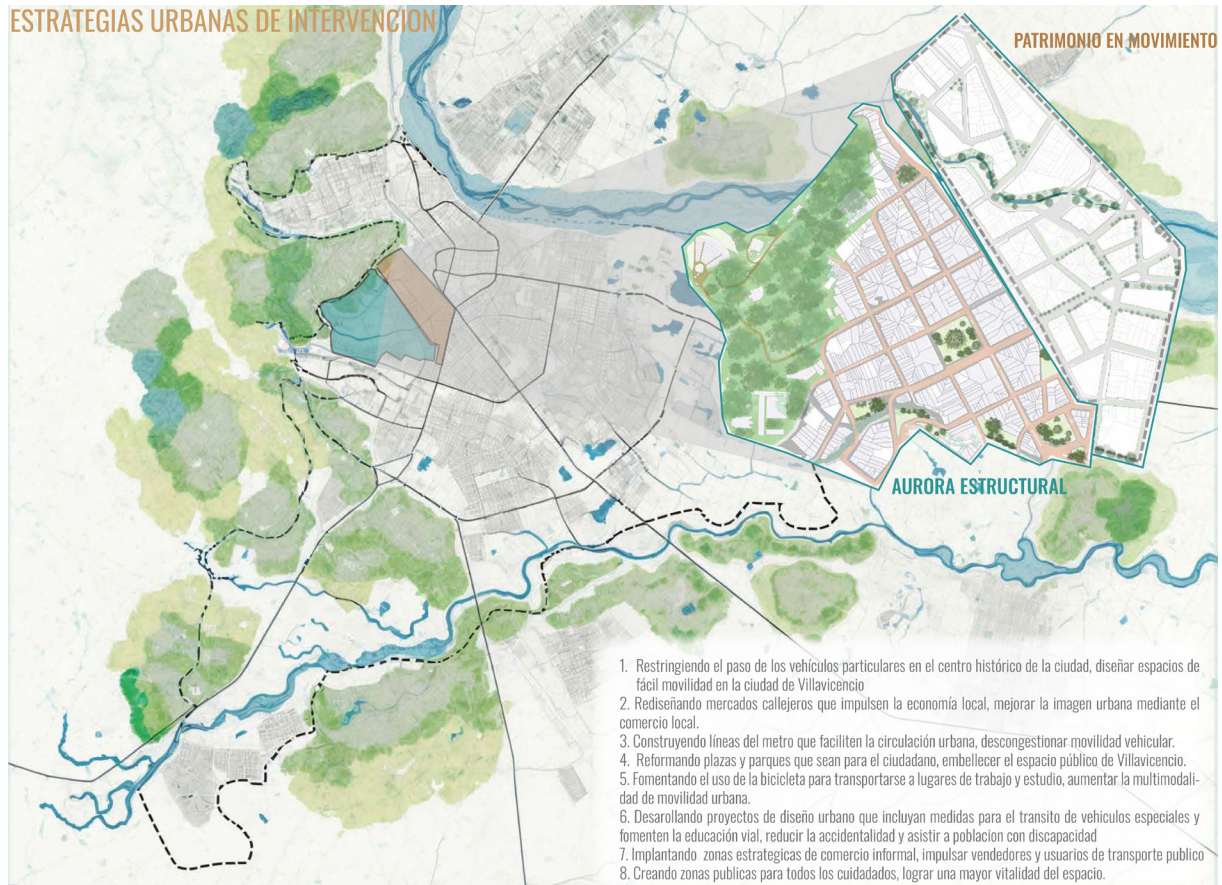 ESTRATEGIAS URBANAS DE INTERVENCION
PATRIMONIO EN MOVIMIENTO
AURORA ESTRUCTURAL
1. Restringiendo el paso de los vehículos particulares en el centro histórico de la ciudad, diseñar espacios de
fácil movilidad en la ciudad de Villavicencio
2. Rediseñando mercados callejeros que impulsen la economía local, mejorar la imagen urbana mediante el
comercio local.
3. Construyendo líneas del metro que faciliten la circulación urbana, descongestionar movilidad vehicular.
4. Reformando plazas y parques que sean para el ciudadano, embellecer el espacio público de Villavicencio.
5. Fomentando el uso de la bicicleta para transportarse a lugares de trabajo y estudio, aumentar la multimodali-
dad de movilidad urbana.
6. Desarollando proyectos de diseño urbano que incluyan medidas para el transito de vehiculos especiales y
fomenten la educación vial, reducir la accidentalidad y asistir a poblacion con discapacidad
7. Implantando zonas estrategicas de comercio informal, impulsar vendedores y usuarios de transporte publico
8. Creando zonas publicas para todos los cuidadados, lograr una mayor vitalidad del espacio.